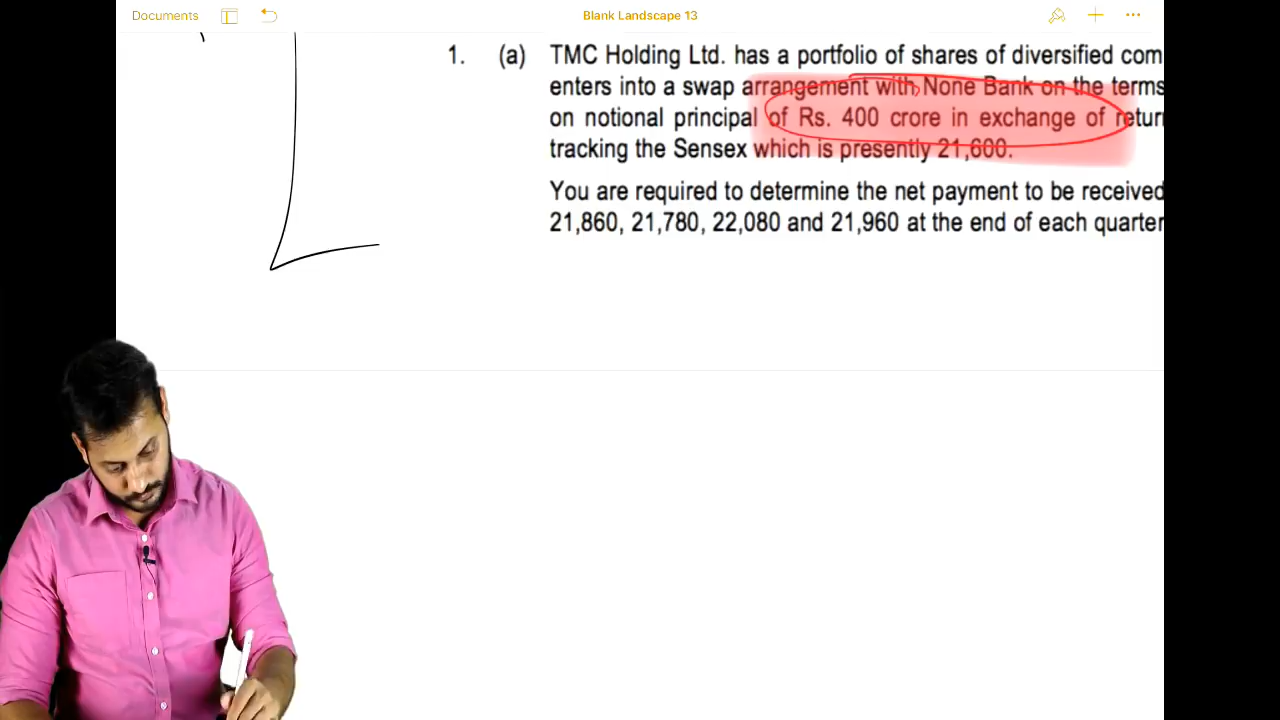 Documents
Blank Landscape 13
1. (a) TMC Holding Ltd. has a portfolio of shares of diversified com
enters into a swap arrangement with None Bank on the terms
on notional principal of Rs. 400 crore in exchange of retur
tracking the Sensex which is presently 21,600.
You are required to determine the net payment to be received
21,860, 21,780, 22,080 and 21,960 at the end of each quarter